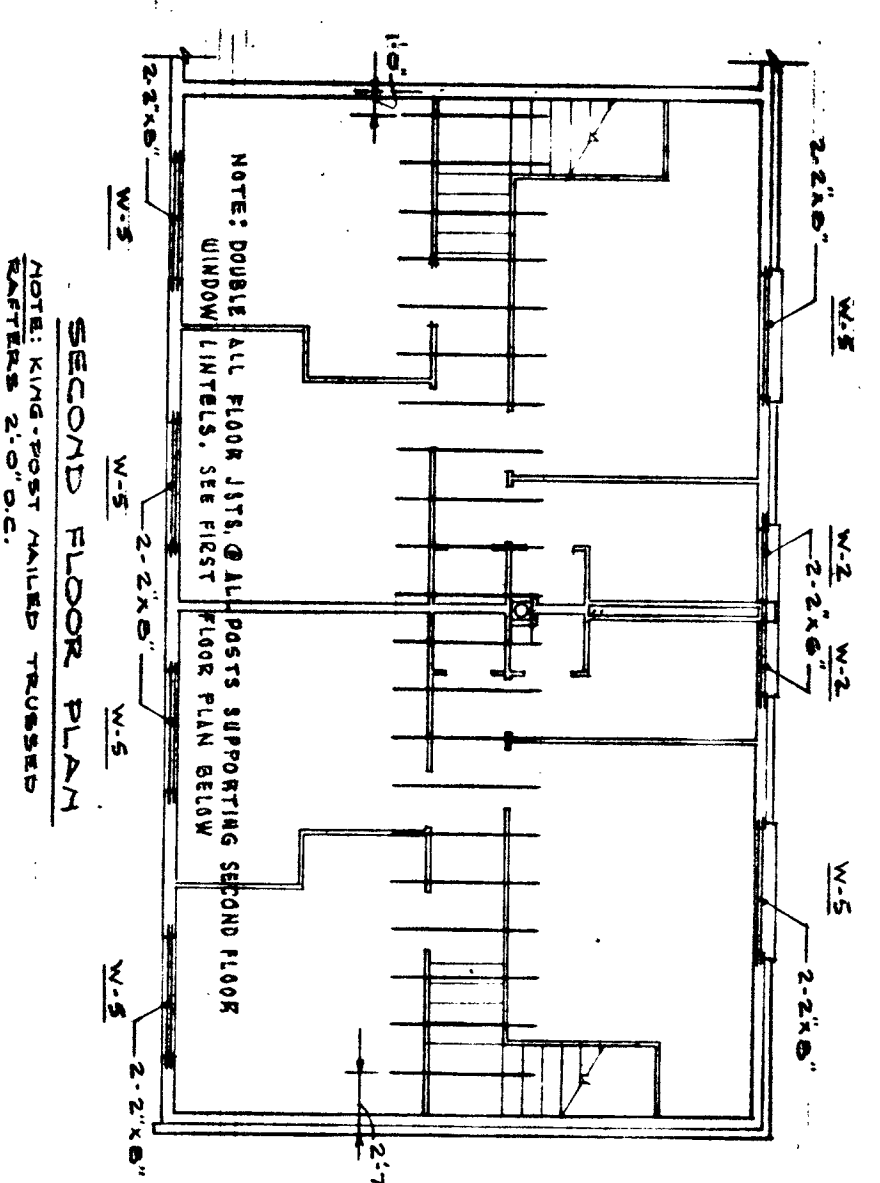 W-5
W-2
W-2
W-5
2-2"x8"
2-2"x6"
2-2"x8"
1'-0"
NOTE: DOUBLE ALL FLOOR JSTS. @ ALL POSTS SUPPORTING SECOND FLOOR
WINDOW LINTELS. SEE FIRST FLOOR PLAN BELOW
2'-7
2-2"x8"
2-2"x8"
2-2"x8"
W-5
W-5
W-5
W-5
SECOND FLOOR PLAN
NOTE: KING-POST NAILED TRUSSED
RAFTERS 2'-0" O.C.